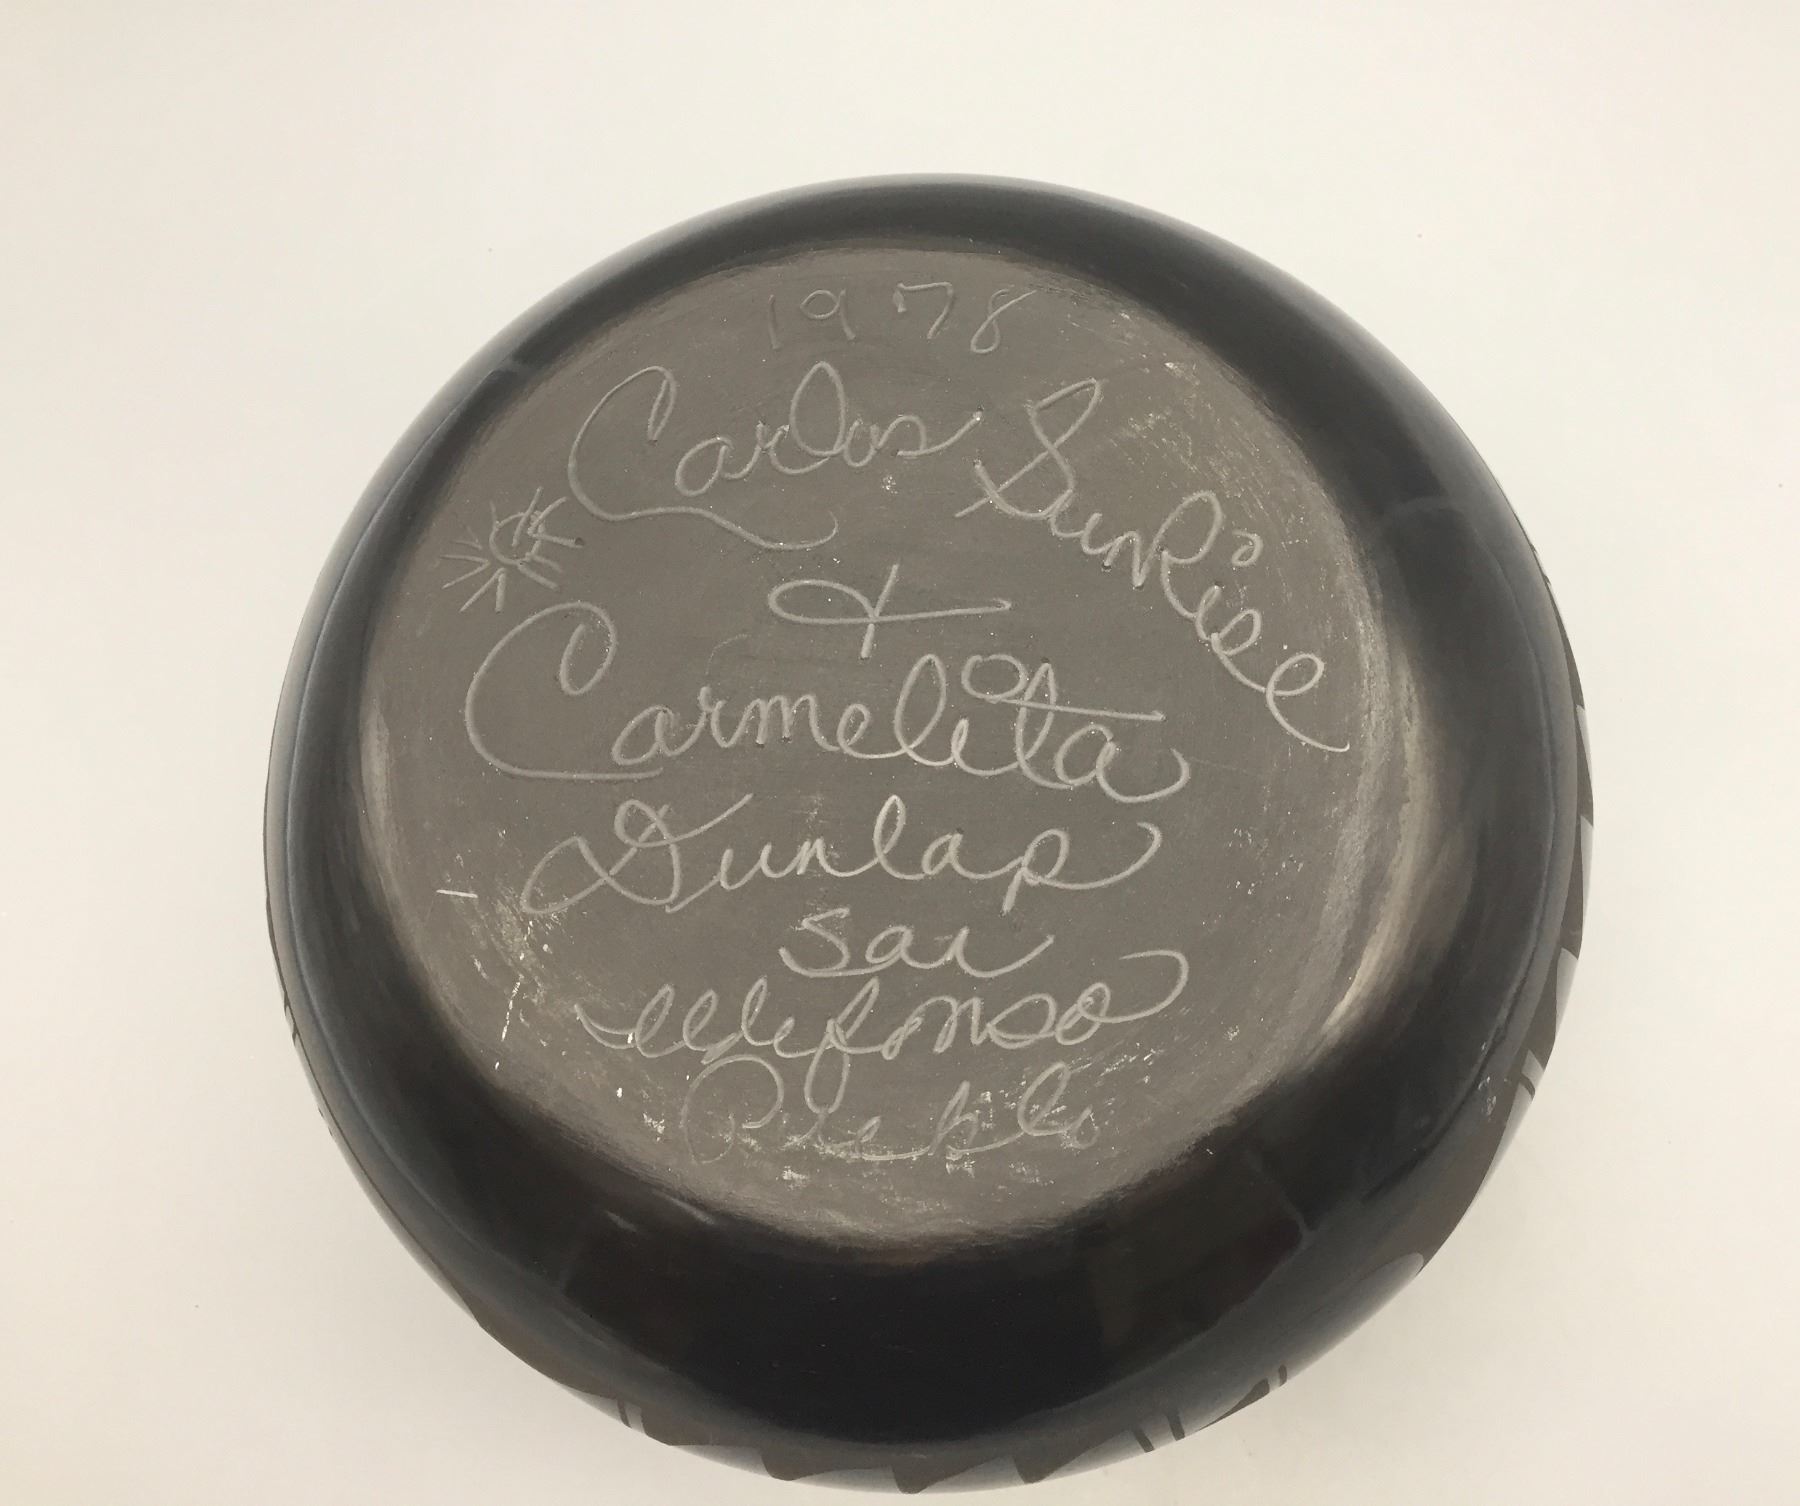 1978
Carlos SunRise
&
Carmelita
Dunlap
San
Ildefonso
Pueblo